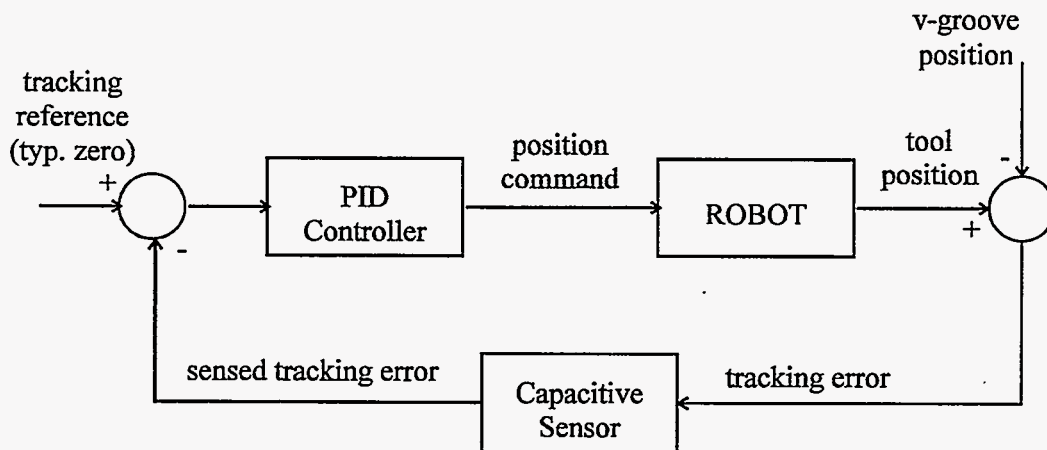 v-groove
position
tracking
reference
(typ. zero)
+
-
PID
Controller
position
command
ROBOT
tool
position
-
+
sensed tracking error
Capacitive
Sensor
tracking error